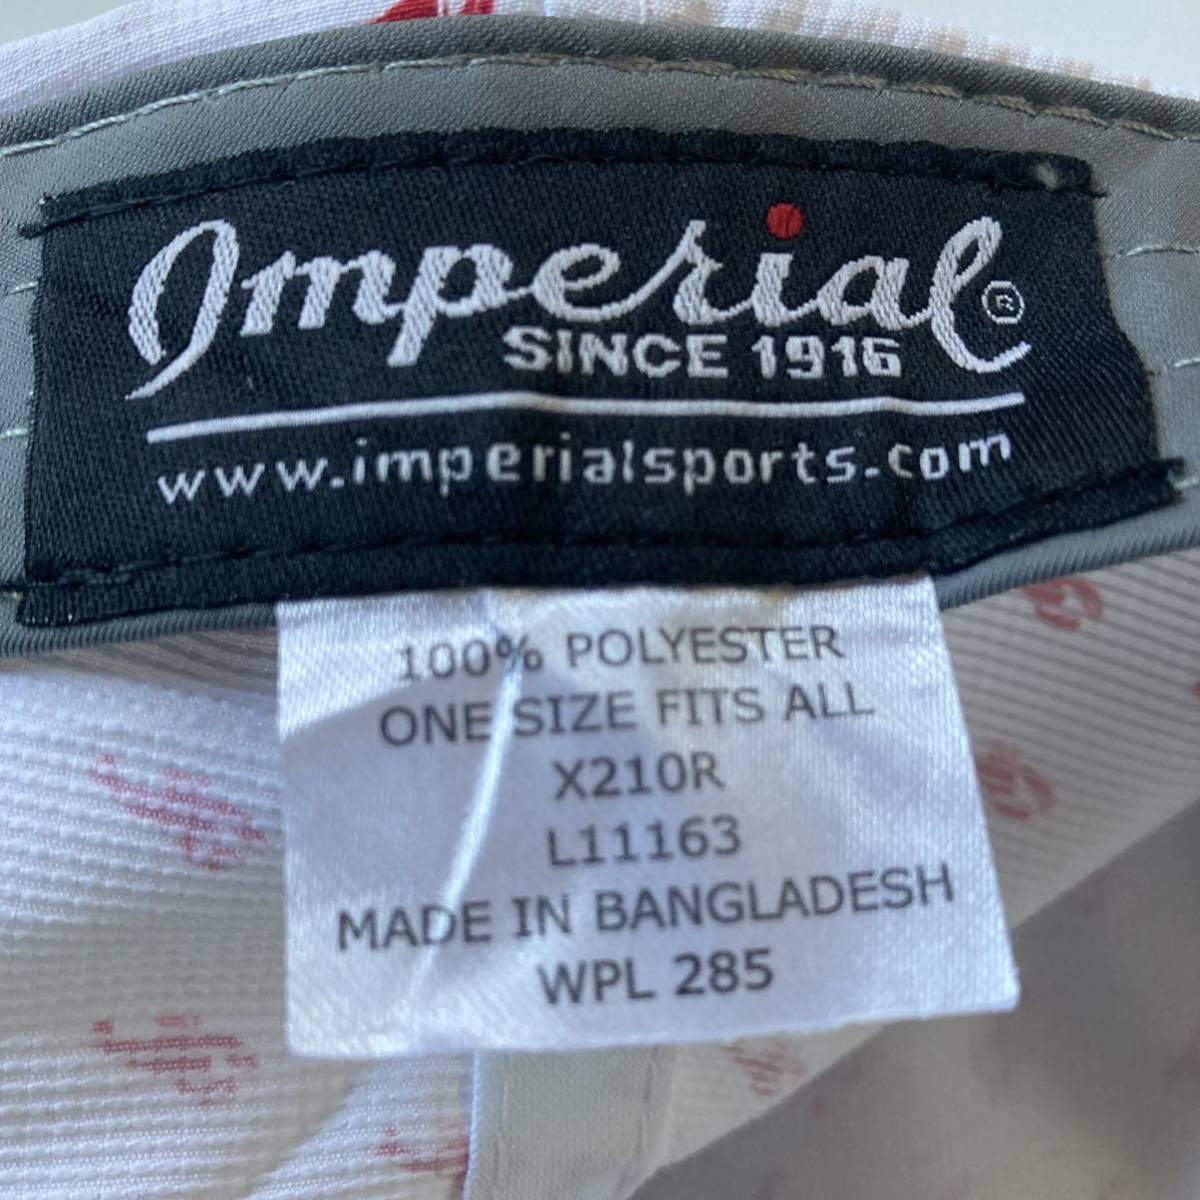 Imperial®
SINCE 1916
www.imperialsports.com
100% POLYESTER
ONE SIZE FITS ALL
X210R
L11163
MADE IN BANGLADESH
WPL 285